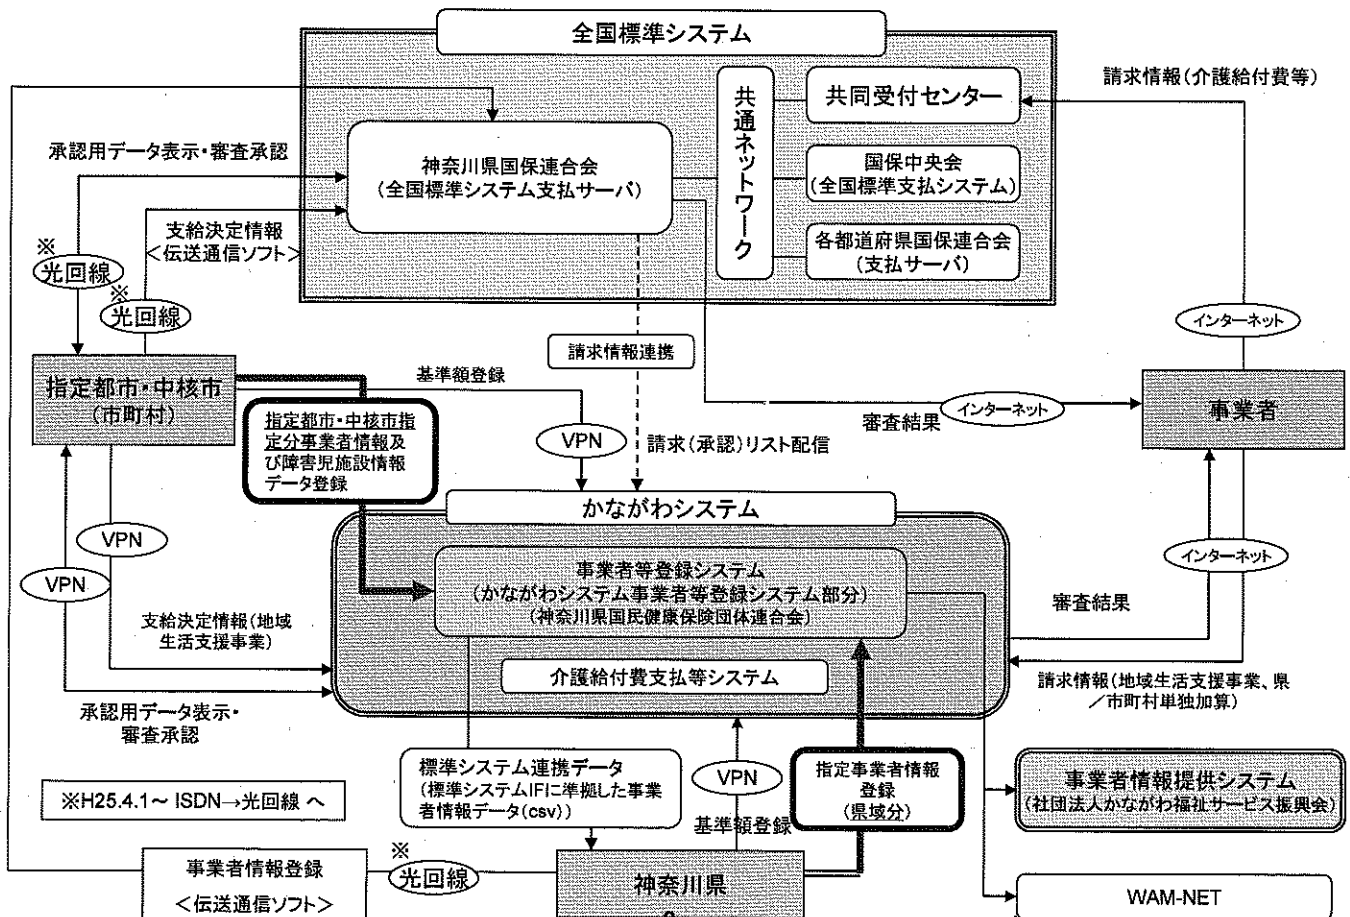 全国標準システム
請求情報(介護給付費等)
共同受付センター
共通ネットワーク
承認用データ表示・審査承認
神奈川県国保連合会
(全国標準システム支払サーバ)
国保中央会
(全国標準支払システム)
支給決定情報
<伝送通信ソフト>
各都道府県国保連合会
(支払サーバ)
※
光回線
※
光回線
インターネット
請求情報連携
指定都市・中核市
(市町村)
基準額登録
事業者
インターネット
審査結果
指定都市・中核市指
定分事業者情報及
び障害児施設情報
データ登録
VPN
請求(承認)リスト配信
かながわシステム
VPN
インターネット
VPN
事業者等登録システム
(かながわシステム事業者等登録システム部分)
(神奈川県国民健康保険団体連合会)
審査結果
支給決定情報(地域
生活支援事業)
介護給付費支払等システム
請求情報(地域生活支援事業、県
/市町村単独加算)
承認用データ表示・
審査承認
標準システム連携データ
(標準システムIFに準拠した事業
者情報データ(csv))
VPN
指定事業者情報
登録
(県域分)
事業者情報提供システム
(社団法人かながわ福祉サービス振興会)
※H25.4.1~ ISDN→光回線 へ
基準額登録
※
光回線
事業者情報登録
<伝送通信ソフト>
神奈川県
WAM-NET